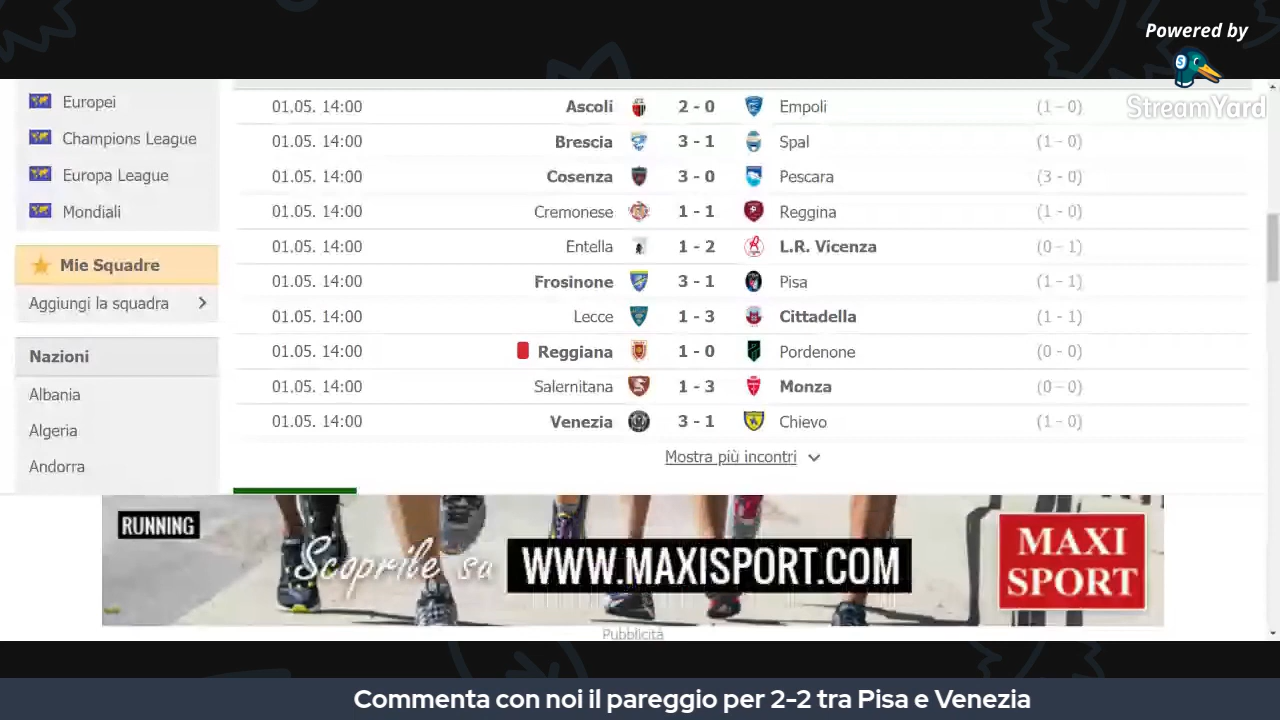 Powered by
StreamYard
Europei
Champions League
Europa League
Mondiali
Mie Squadre
Aggiungi la squadra
Nazioni
Albania
Algeria
Andorra
01.05. 14:00 Ascoli 2 - 0 Empoli (1 - 0)
01.05. 14:00 Brescia 3 - 1 Spal (1 - 0)
01.05. 14:00 Cosenza 3 - 0 Pescara (3 - 0)
01.05. 14:00 Cremonese 1 - 1 Reggina (1 - 0)
01.05. 14:00 Entella 1 - 2 L.R. Vicenza (0 - 1)
01.05. 14:00 Frosinone 3 - 1 Pisa (1 - 1)
01.05. 14:00 Lecce 1 - 3 Cittadella (1 - 1)
01.05. 14:00 Reggiana 1 - 0 Pordenone (0 - 0)
01.05. 14:00 Salernitana 1 - 3 Monza (0 - 0)
01.05. 14:00 Venezia 3 - 1 Chievo (1 - 0)
Mostra più incontri
RUNNING
Scoprile su
WWW.MAXISPORT.COM
MAXI
SPORT
Pubblicità
Commenta con noi il pareggio per 2-2 tra Pisa e Venezia